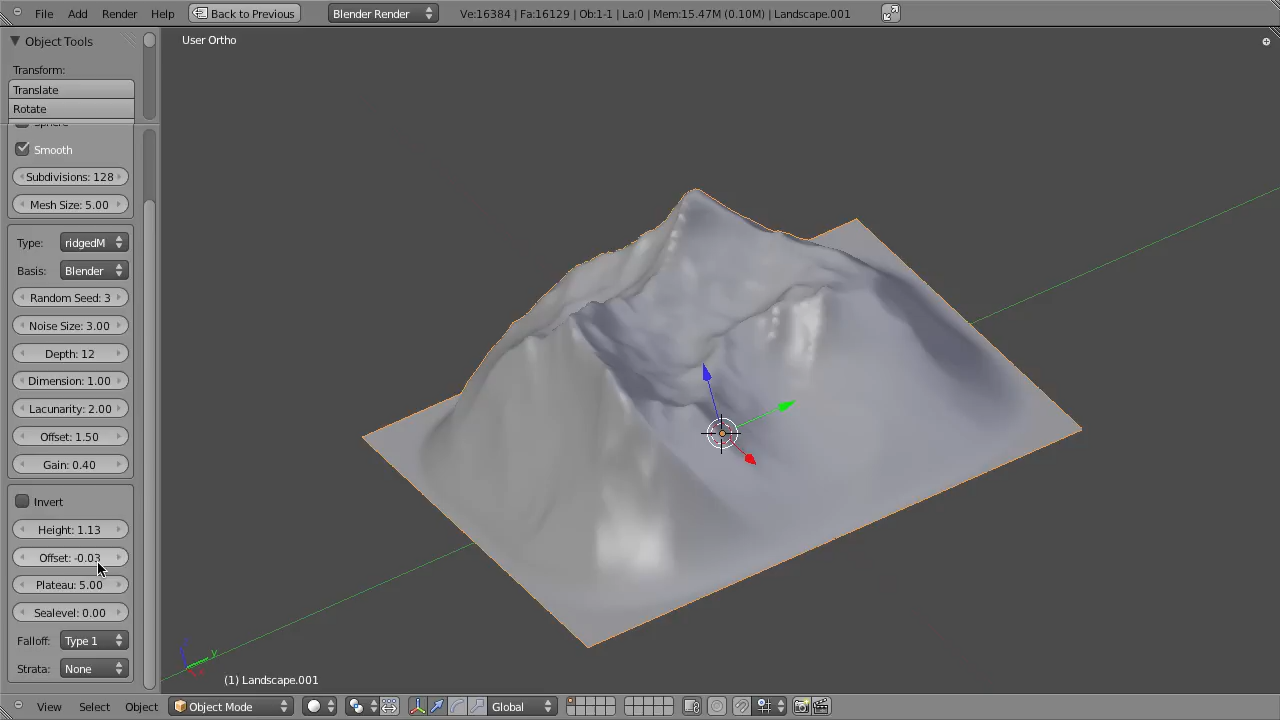 File Add Render Help Back to Previous Blender Render Ve:16384 | Fa:16129 | Ob:1-1 | La:0 | Mem:15.47M (0.10M) | Landscape.001
Object Tools
User Ortho
Transform:
Translate
Rotate
Sphere
Smooth
Subdivisions: 128
Mesh Size: 5.00
Type: ridgedM
Basis: Blender
Random Seed: 3
Noise Size: 3.00
Depth: 12
Dimension: 1.00
Lacunarity: 2.00
Offset: 1.50
Gain: 0.40
Invert
Height: 1.13
Offset: -0.03
Plateau: 5.00
Sealevel: 0.00
Falloff: Type 1
Strata: None
y
x
(1) Landscape.001
View Select Object Object Mode Global